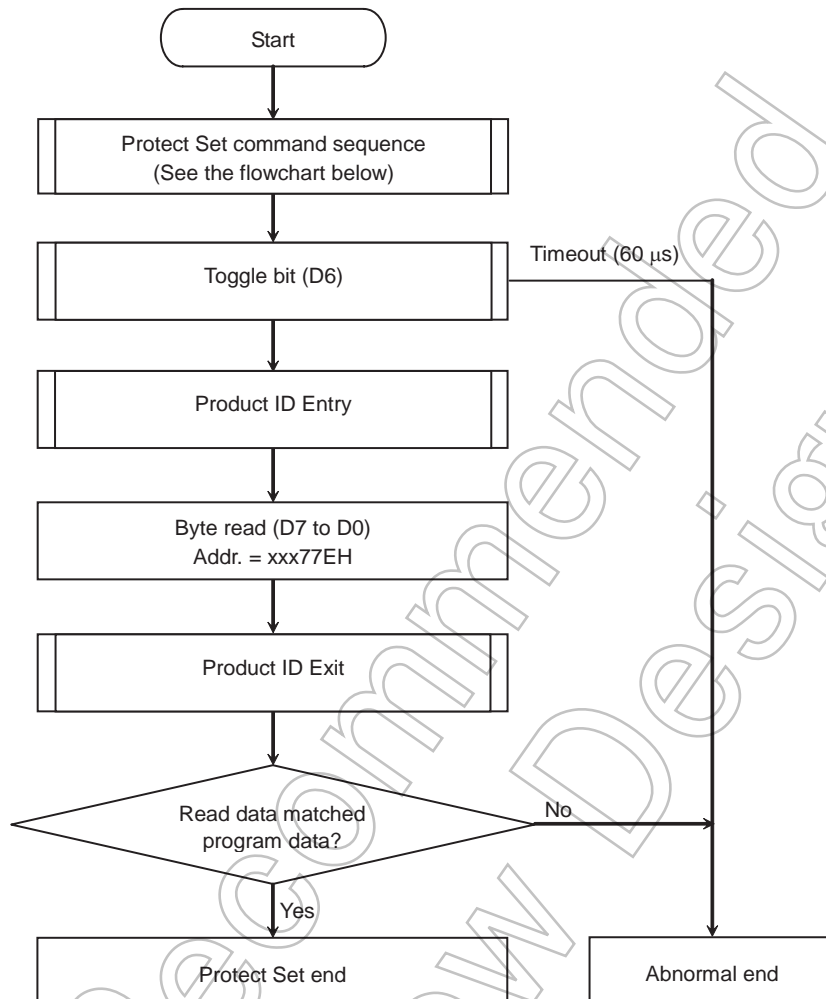 Start
Protect Set command sequence
(See the flowchart below)
Toggle bit (D6)
Timeout (60 μs)
Product ID Entry
Byte read (D7 to D0)
Addr. = xxx77EH
Product ID Exit
Read data matched
program data?
No
Yes
Protect Set end
Abnormal end